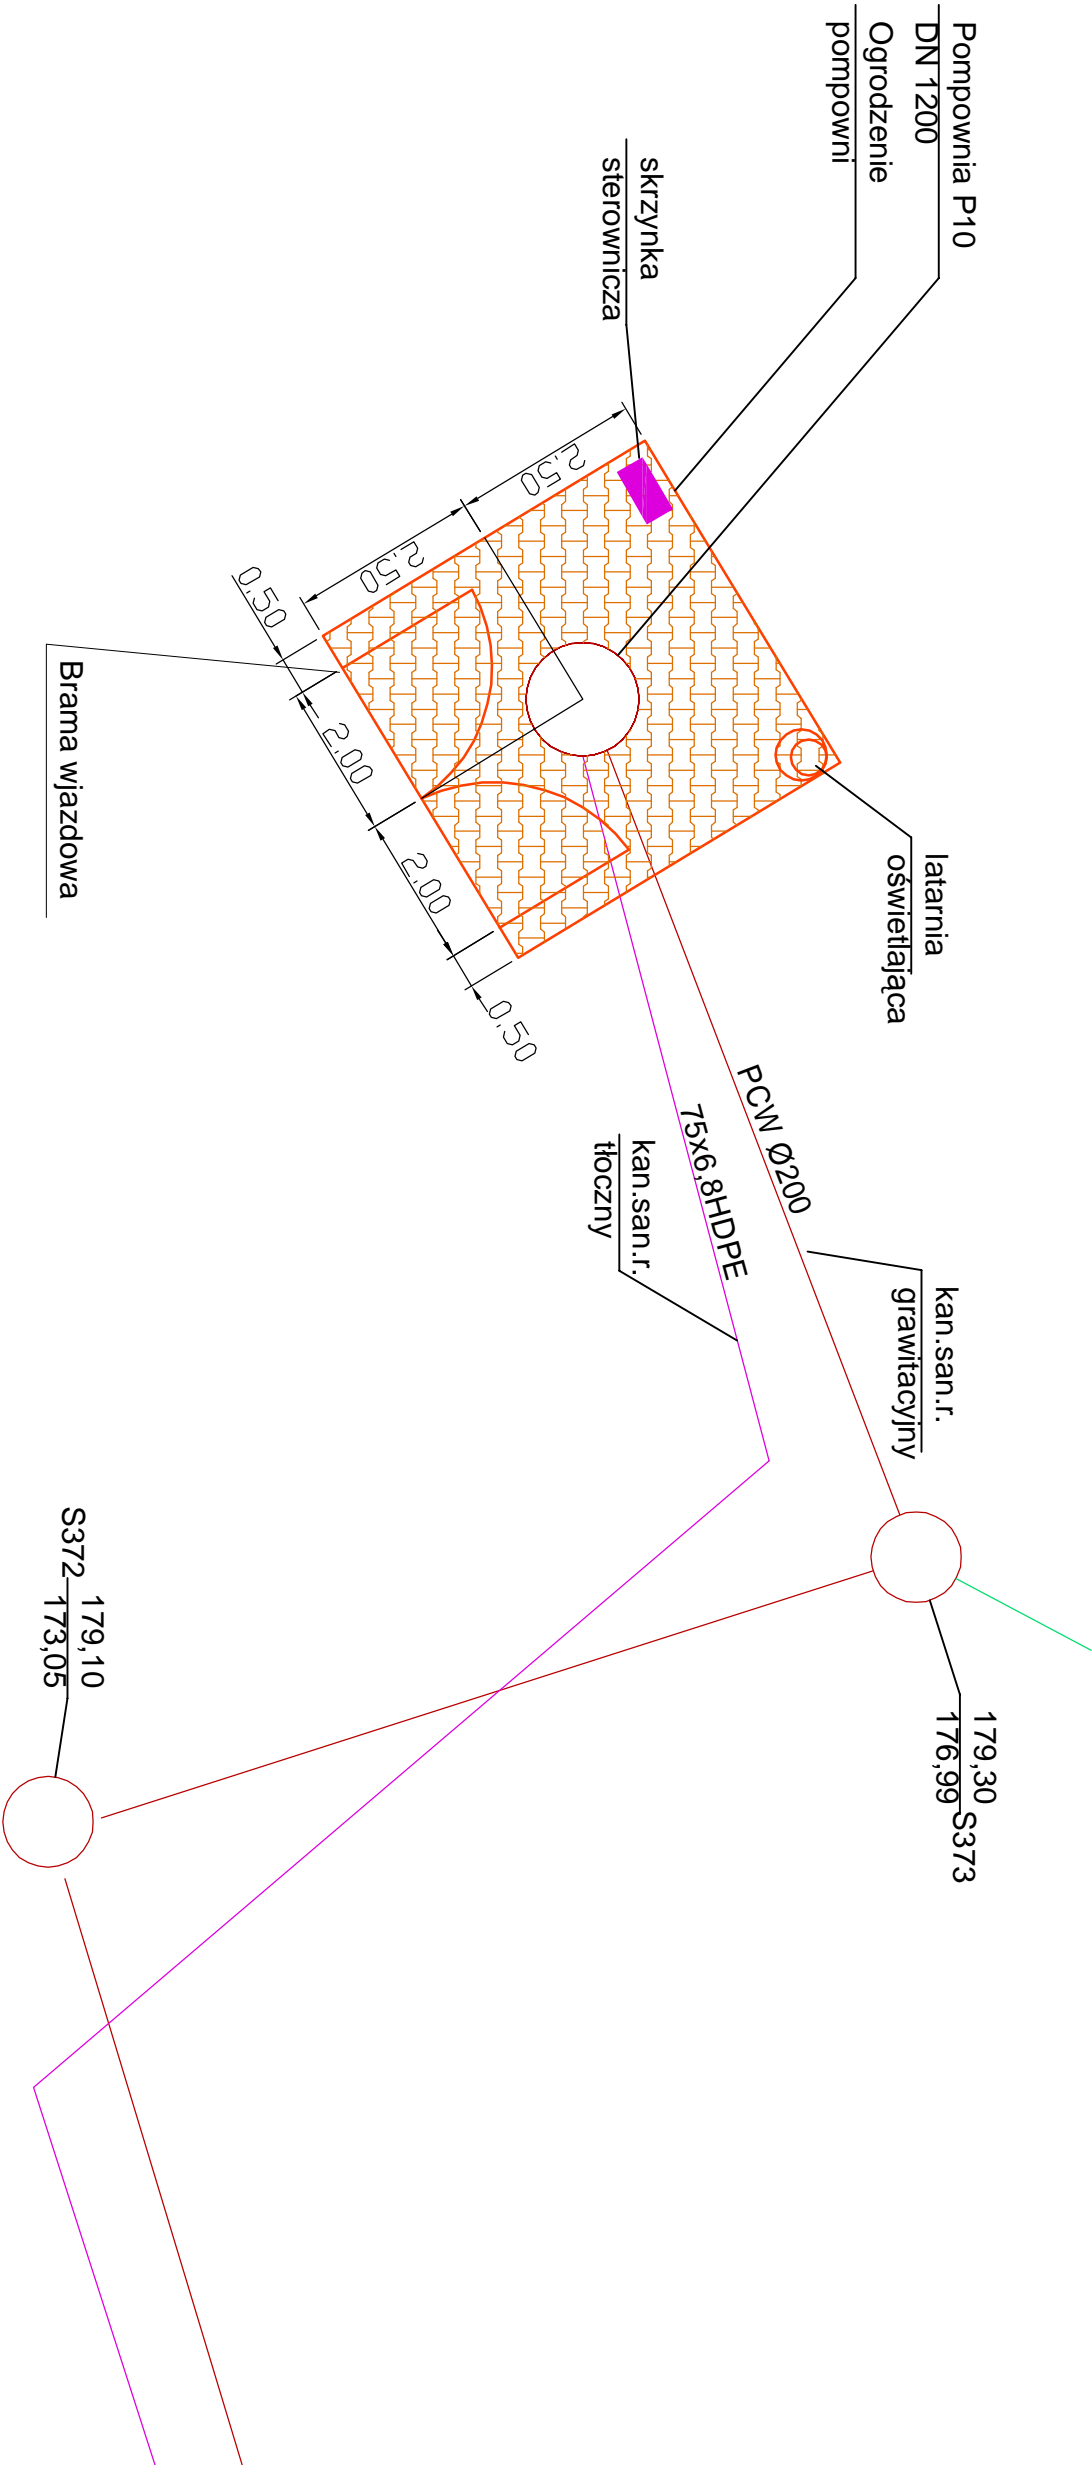 Pompownia P10
DN 1200
Ogrodzenie
pompowni
skrzynka
sterownicza
2.50
2.50
0.50
2.00
2.00
0.50
Brama wjazdowa
latarnia
oświetlająca
PCW Ø200
75x6,8HDPE
kan.san.r.
tłoczny
kan.san.r.
grawitacyjny
179,30
176,99 S373
S372 179,10
173,05